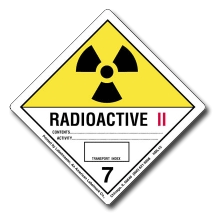 RADIOACTIVE II
CONTENTS
ACTIVITY
TRANSPORT INDEX
7